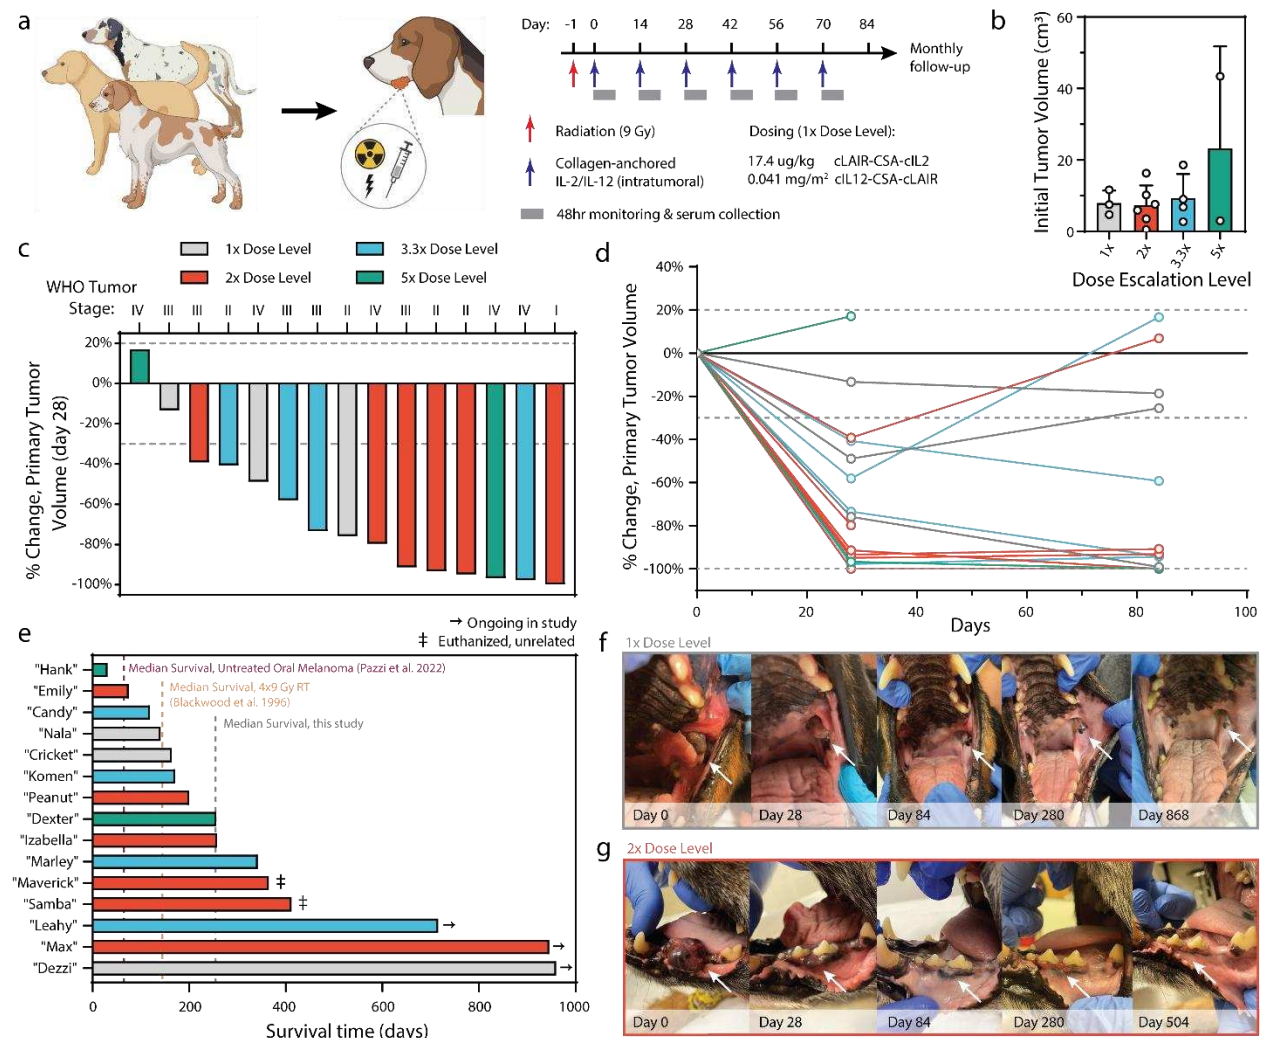 a
Day: -1 0 14 28 42 56 70 84
Monthly
follow-up
Radiation (9 Gy)
Collagen-anchored
IL-2/IL-12 (intratumoral)
48hr monitoring & serum collection
Dosing (1x Dose Level):
17.4 ug/kg cLAIR-CSA-cIL2
0.041 mg/m² cIL12-CSA-cLAIR
b
Initial Tumor Volume (cm³)
60
40
20
0
1x 2x 3.3x 5x
Dose Escalation Level
c
1x Dose Level
2x Dose Level
3.3x Dose Level
5x Dose Level
WHO Tumor
Stage: IV III III II IV III III II IV III II II IV IV I
% Change, Primary Tumor
Volume (day 28)
20%
0%
-20%
-40%
-60%
-80%
-100%
d
% Change, Primary Tumor Volume
40%
20%
0%
-20%
-40%
-60%
-80%
-100%
0 20 40 60 80 100
Days
e
→ Ongoing in study
‡ Euthanized, unrelated
Median Survival, Untreated Oral Melanoma (Pazzi et al. 2022)
Median Survival, 4x9 Gy RT
(Blackwood et al. 1996)
Median Survival, this study
"Hank"
"Emily"
"Candy"
"Nala"
"Cricket"
"Komen"
"Peanut"
"Dexter"
"Izabella"
"Marley"
"Maverick" ‡
"Samba" ‡
"Leahy" →
"Max" →
"Dezzi" →
0 200 400 600 800 1000
Survival time (days)
f
1x Dose Level
Day 0 Day 28 Day 84 Day 280 Day 868
g
2x Dose Level
Day 0 Day 28 Day 84 Day 280 Day 504